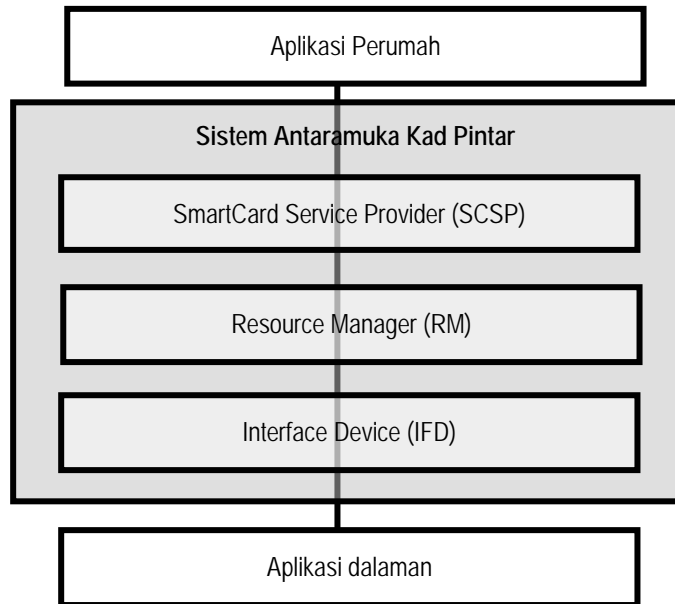 Aplikasi Perumah
Sistem Antaramuka Kad Pintar
SmartCard Service Provider (SCSP)
Resource Manager (RM)
Interface Device (IFD)
Aplikasi dalaman